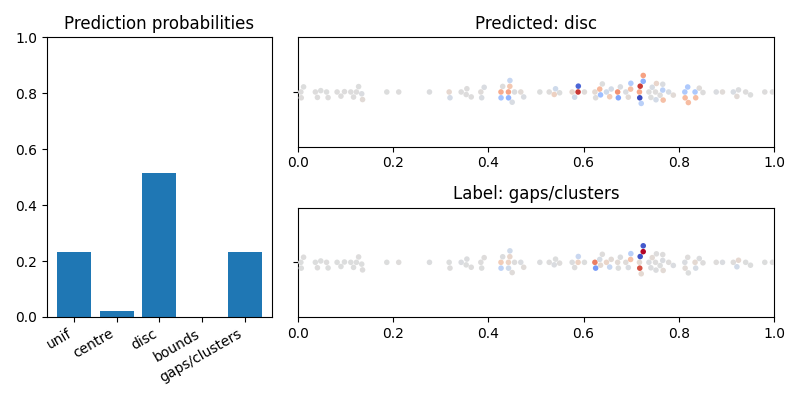 Prediction probabilities
1.0
0.8
0.6
0.4
0.2
0.0
unif
centre
disc
bounds
gaps/clusters
Predicted: disc
0.0 0.2 0.4 0.6 0.8 1.0
Label: gaps/clusters
0.0 0.2 0.4 0.6 0.8 1.0